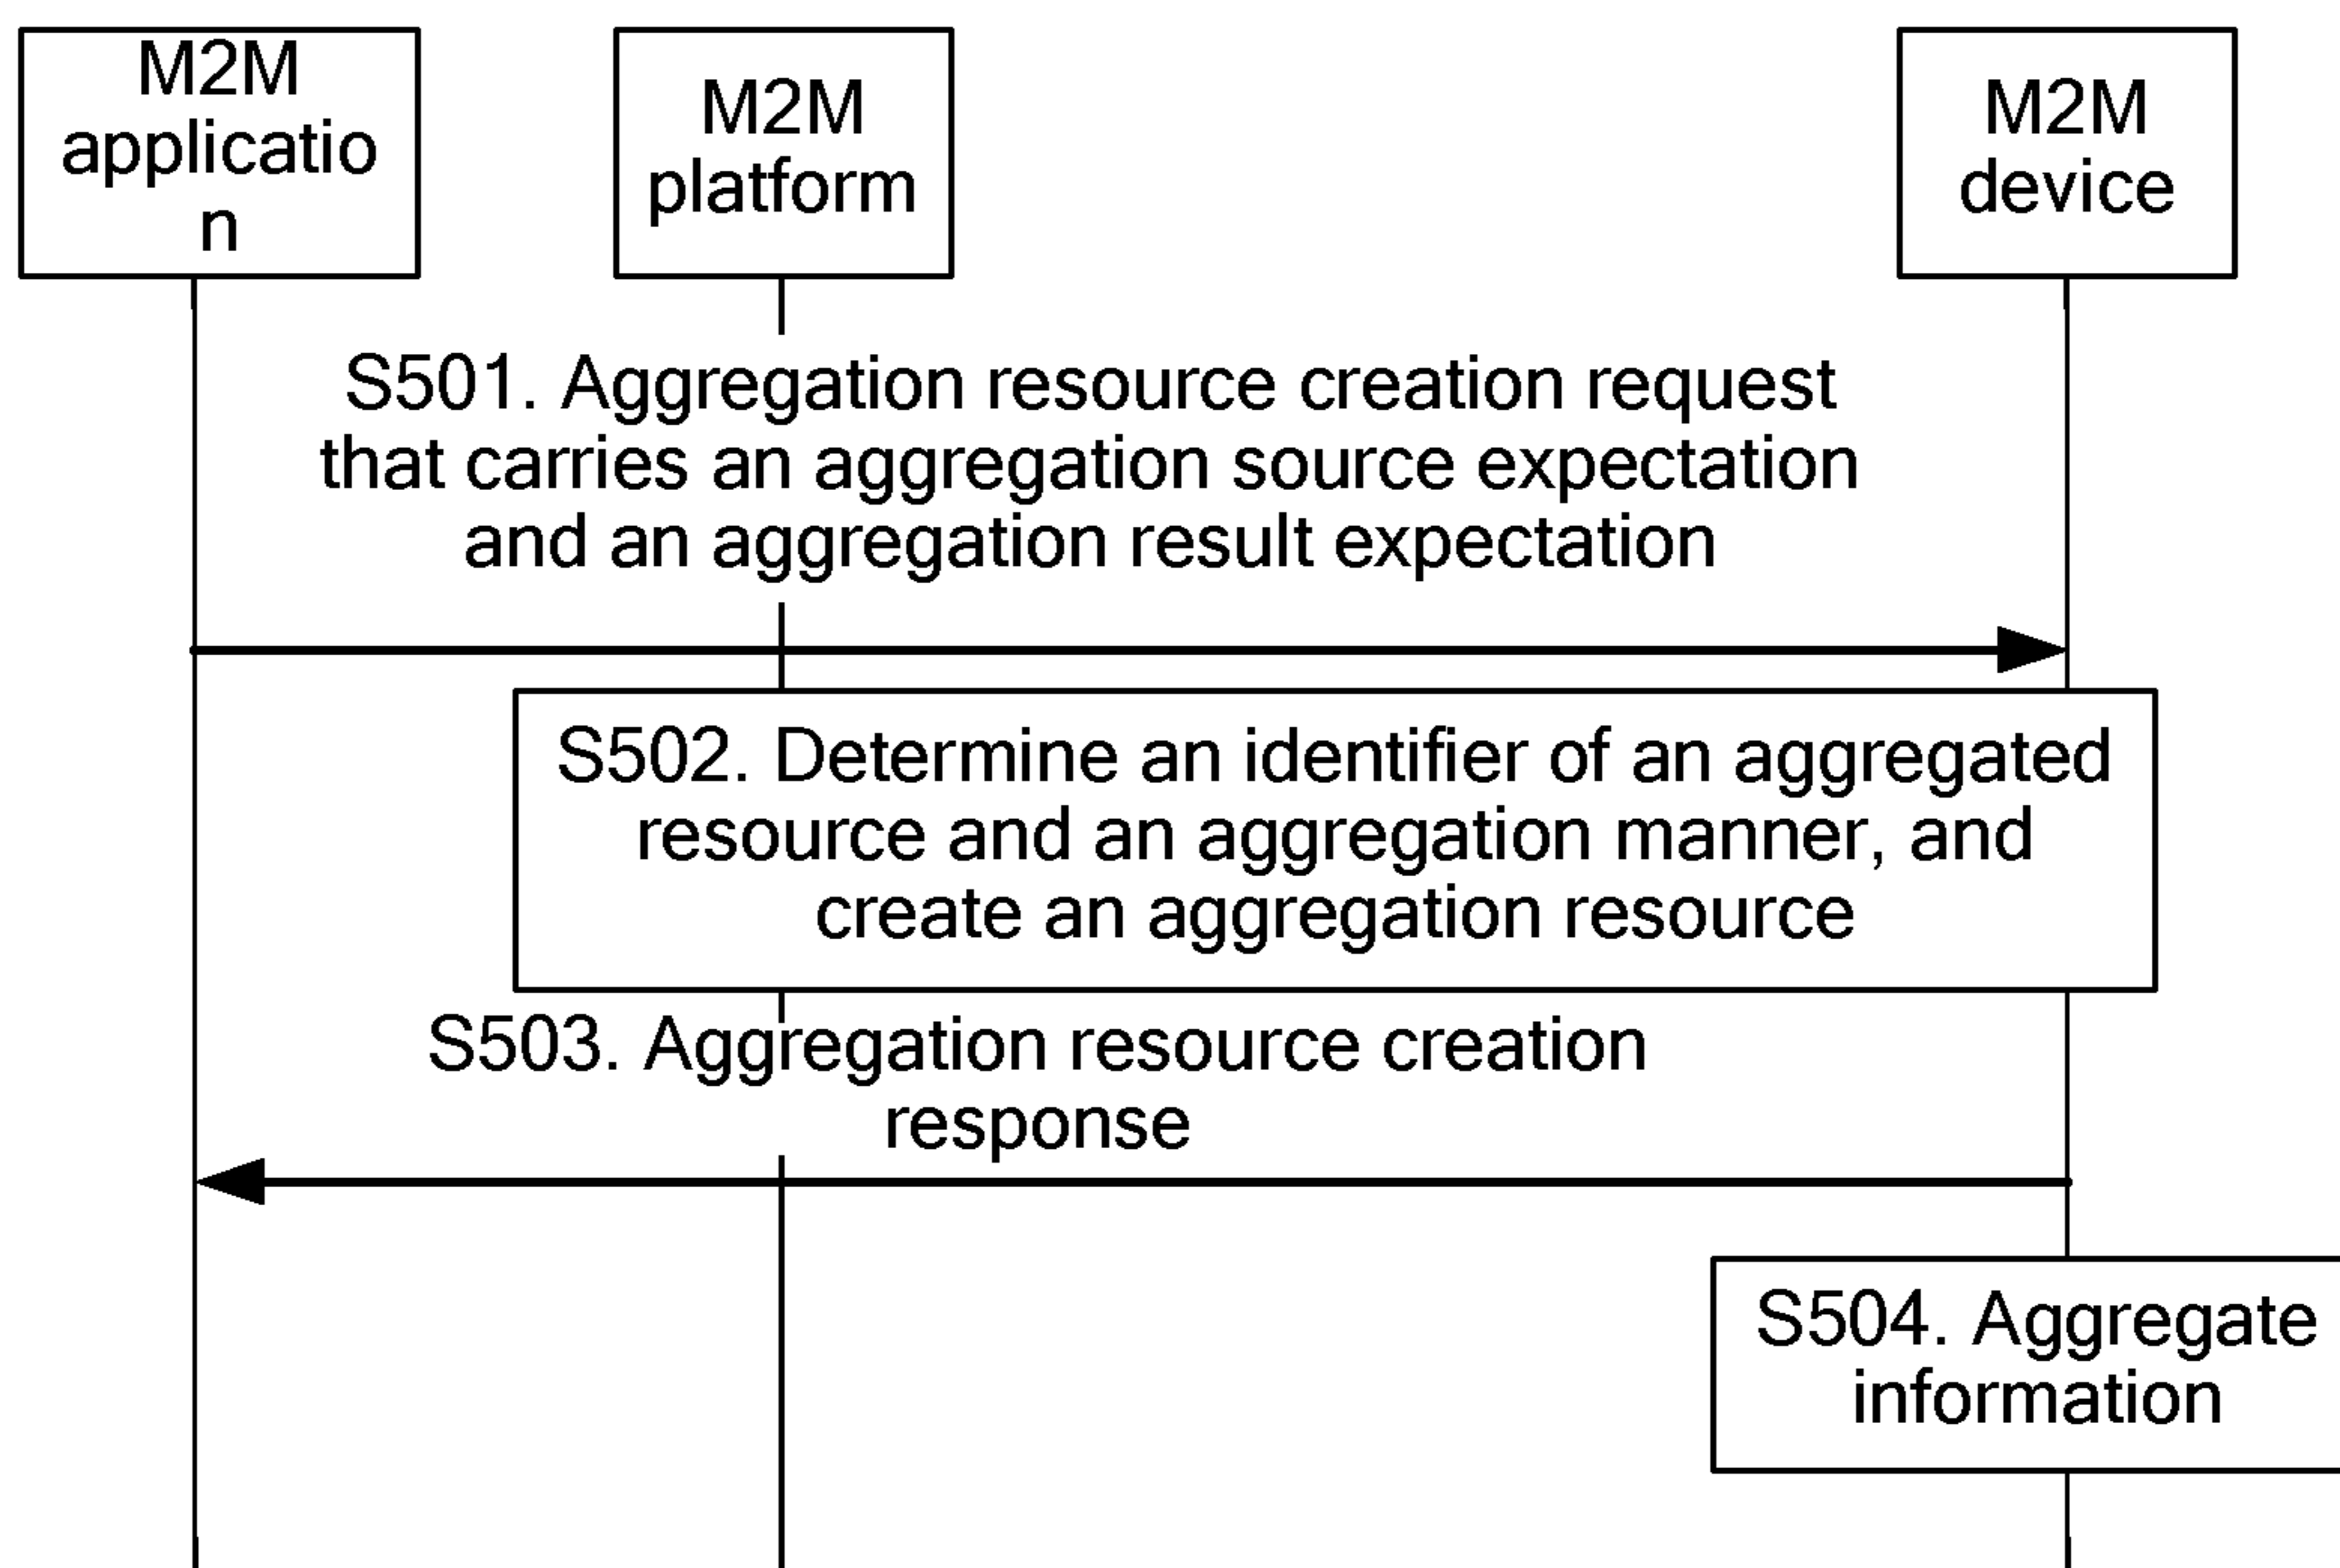 M2M
applicatio
n
M2M
platform
M2M
device
S501. Aggregation resource creation request
that carries an aggregation source expectation
and an aggregation result expectation
S502. Determine an identifier of an aggregated
resource and an aggregation manner, and
create an aggregation resource
S503. Aggregation resource creation
response
S504. Aggregate
information